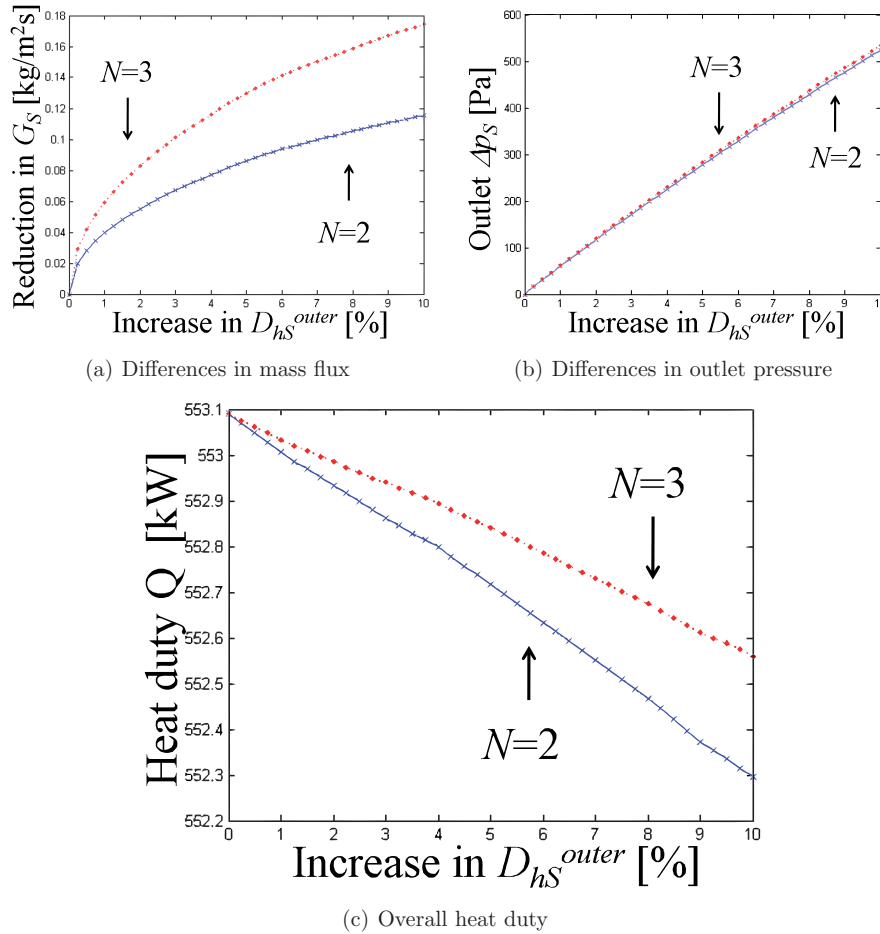 0.18
0.16
0.14
0.12
0.1
0.08
0.06
0.04
0.02
0
Reduction in G_S [kg/m²s]
N=3
N=2
0 1 2 3 4 5 6 7 8 9 10
Increase in D_hS^outer [%]
(a) Differences in mass flux
600
500
400
300
200
100
0
Outlet Δp_S [Pa]
N=3
N=2
0 1 2 3 4 5 6 7 8 9 10
Increase in D_hS^outer [%]
(b) Differences in outlet pressure
553.1
553
552.9
552.8
552.7
552.6
552.5
552.4
552.3
552.2
Heat duty Q [kW]
N=3
N=2
0 1 2 3 4 5 6 7 8 9 10
Increase in D_hS^outer [%]
(c) Overall heat duty